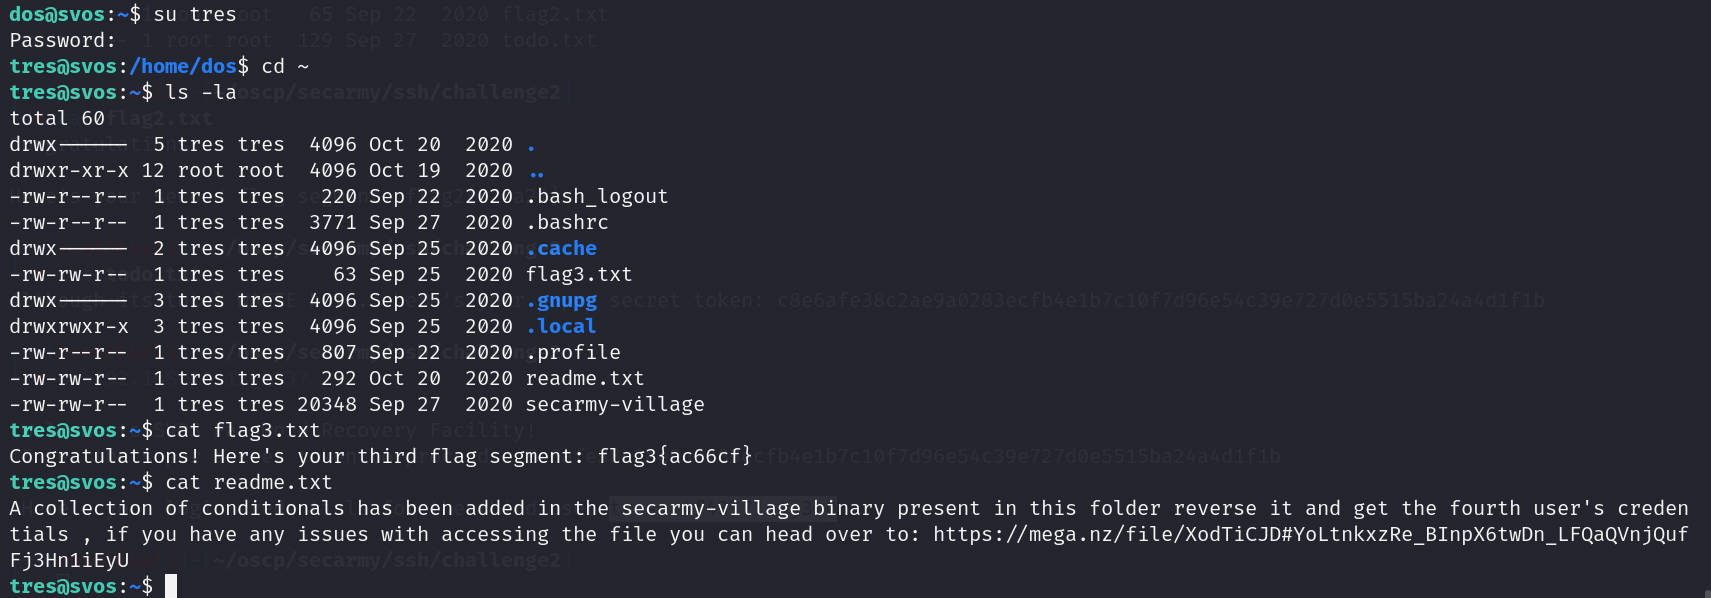 dos@svos:~$ su tres
Password:
tres@svos:/home/dos$ cd ~
tres@svos:~$ ls -la
total 60
drwx------  5 tres tres  4096 Oct 20  2020 .
drwxr-xr-x 12 root root  4096 Oct 19  2020 ..
-rw-r--r--  1 tres tres   220 Sep 22  2020 .bash_logout
-rw-r--r--  1 tres tres  3771 Sep 27  2020 .bashrc
drwx------  2 tres tres  4096 Sep 25  2020 .cache
-rw-rw-r--  1 tres tres    63 Sep 25  2020 flag3.txt
drwx------  3 tres tres  4096 Sep 25  2020 .gnupg
drwxrwxr-x  3 tres tres  4096 Sep 25  2020 .local
-rw-r--r--  1 tres tres   807 Sep 22  2020 .profile
-rw-rw-r--  1 tres tres   292 Oct 20  2020 readme.txt
-rw-rw-r--  1 tres tres 20348 Sep 27  2020 secarmy-village
tres@svos:~$ cat flag3.txt
Congratulations! Here's your third flag segment: flag3{ac66cf}
tres@svos:~$ cat readme.txt
A collection of conditionals has been added in the secarmy-village binary present in this folder reverse it and get the fourth user's creden
tials , if you have any issues with accessing the file you can head over to: https://mega.nz/file/XodTiCJD#YoLtnkxzRe_BInpX6twDn_LFQaQVnjQuf
Fj3Hn1iEyU
tres@svos:~$